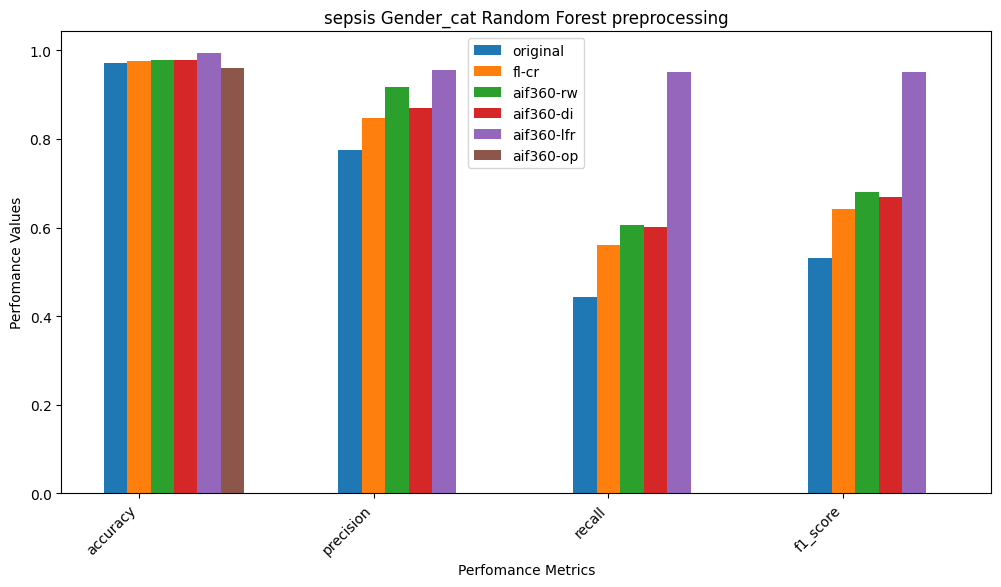 sepsis Gender_cat Random Forest preprocessing
Perfomance Values
1.0
0.8
0.6
0.4
0.2
0.0
original
fl-cr
aif360-rw
aif360-di
aif360-lfr
aif360-op
accuracy
precision
recall
f1_score
Perfomance Metrics